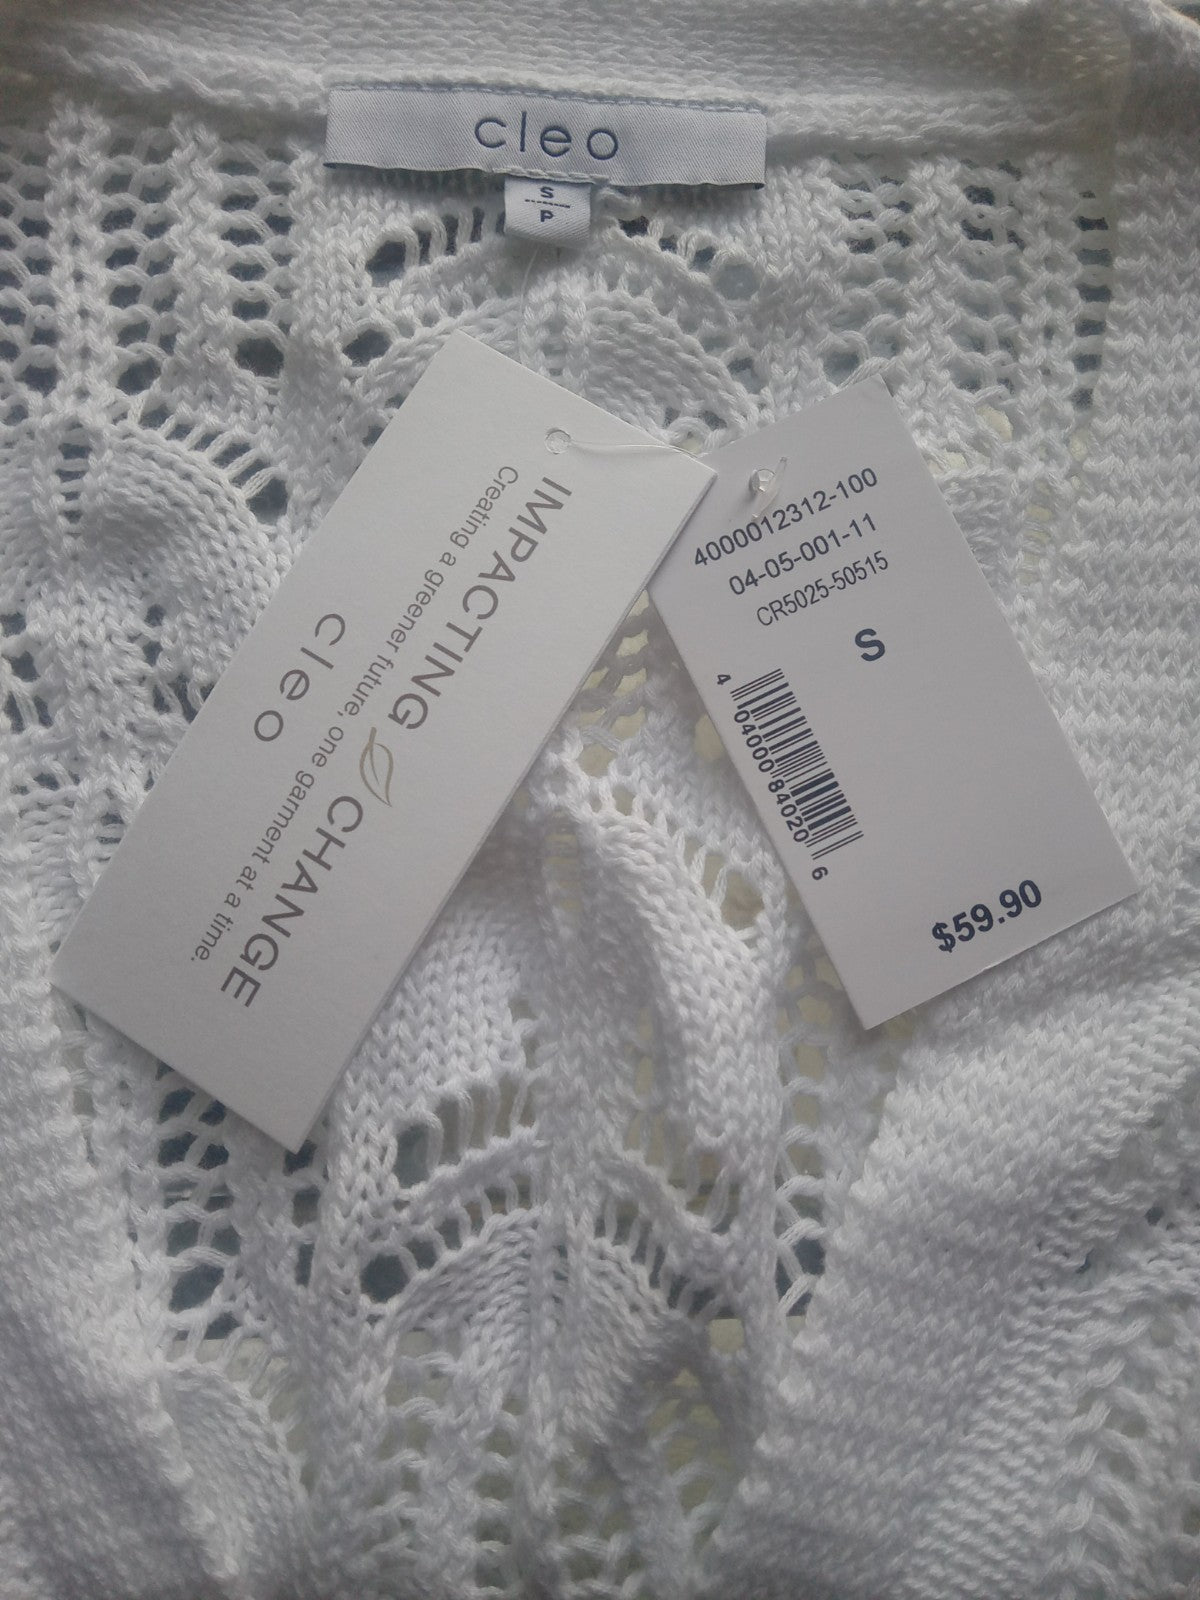 cleo
S
P
IMPACTING CHANGE
Creating a greener future, one garment at a time.
cleo
4000012312-100
04-05-001-11
CR5025-50515
S
4 04000 84020 6
$59.90